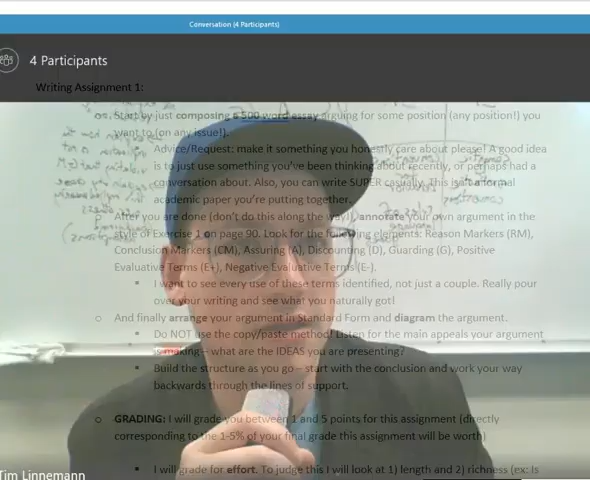 Conversation (4 Participants)
4 Participants
Writing Assignment 1:
Start by just composing a 500 word essay arguing for some position (any position!) you
want to (on any issue!).
Advice/Request: make it something you honestly care about please! A good idea
is to just use something you've been thinking about recently, or perhaps had a
conversation about. Also, you can write SUPER casually. This isn't a formal
academic paper you're putting together.
After you are done (don't do this along the way!), annotate your own argument in the
style of Exercise 1 on page 90. Look for the following elements: Reason Markers (RM),
Conclusion Markers (CM), Assuring (A), Discounting (D), Guarding (G), Positive
Evaluative Terms (E+), Negative Evaluative Terms (E-).
I want to see every use of these terms identified, not just a couple. Really pour
over your writing and see what you naturally got!
And finally arrange your argument in Standard Form and diagram the argument.
Do NOT use the copy/paste method! Listen for the main appeals your argument
is making – what are the IDEAS you are presenting?
Build the structure as you go – start with the conclusion and work your way
backwards through the lines of support.
GRADING: I will grade you between 1 and 5 points for this assignment (directly
corresponding to the 1-5% of your final grade this assignment will be worth)
I will grade for effort. To judge this I will look at 1) length and 2) richness (ex: Is
Tim Linnemann